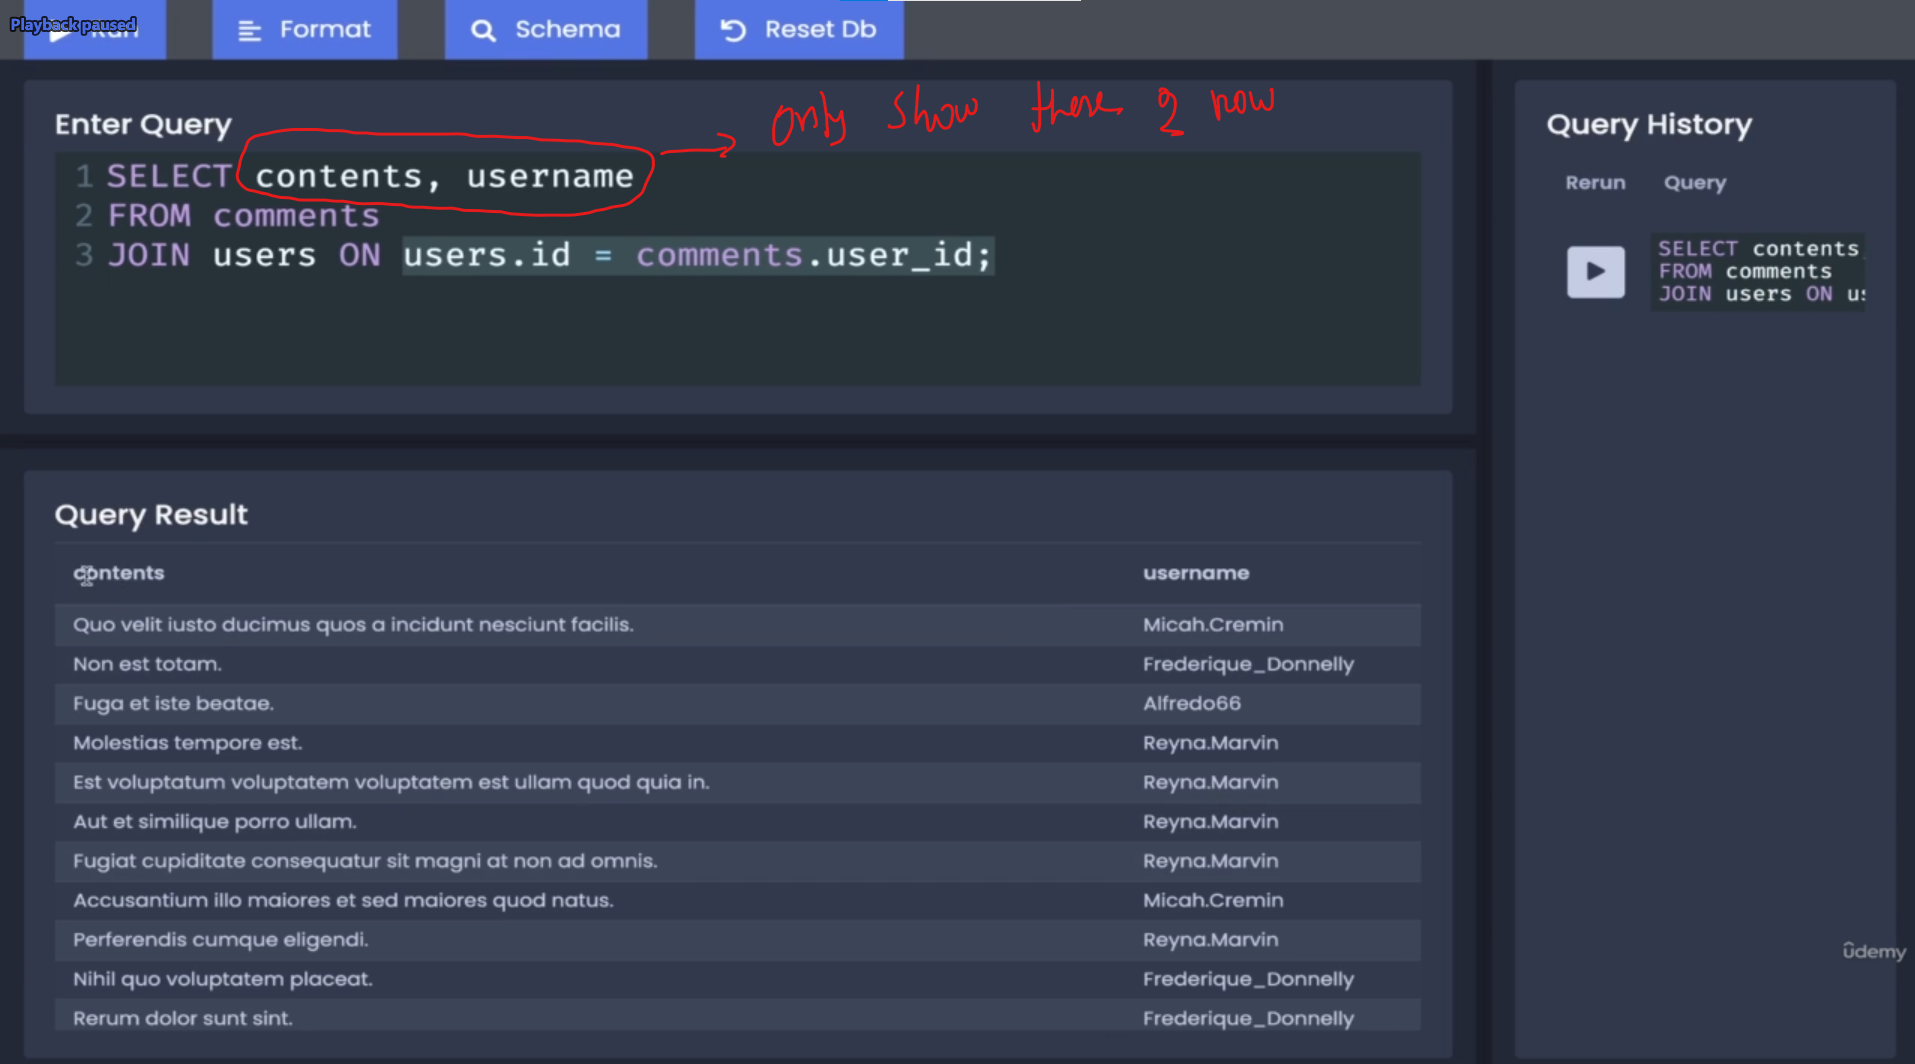 Playback paused
Run
Format
Schema
Reset Db
only show these 2 now
Enter Query
1 SELECT contents, username
2 FROM comments
3 JOIN users ON users.id = comments.user_id;
Query History
Rerun Query
SELECT contents,
FROM comments
JOIN users ON us
Query Result
contents username
Quo velit iusto ducimus quos a incidunt nesciunt facilis. Micah.Cremin
Non est totam. Frederique_Donnelly
Fuga et iste beatae. Alfredo66
Molestias tempore est. Reyna.Marvin
Est voluptatum voluptatem voluptatem est ullam quod quia in. Reyna.Marvin
Aut et similique porro ullam. Reyna.Marvin
Fugiat cupiditate consequatur sit magni at non ad omnis. Reyna.Marvin
Accusantium illo maiores et sed maiores quod natus. Micah.Cremin
Perferendis cumque eligendi. Reyna.Marvin
Nihil quo voluptatem placeat. Frederique_Donnelly
Rerum dolor sunt sint. Frederique_Donnelly
ûdemy